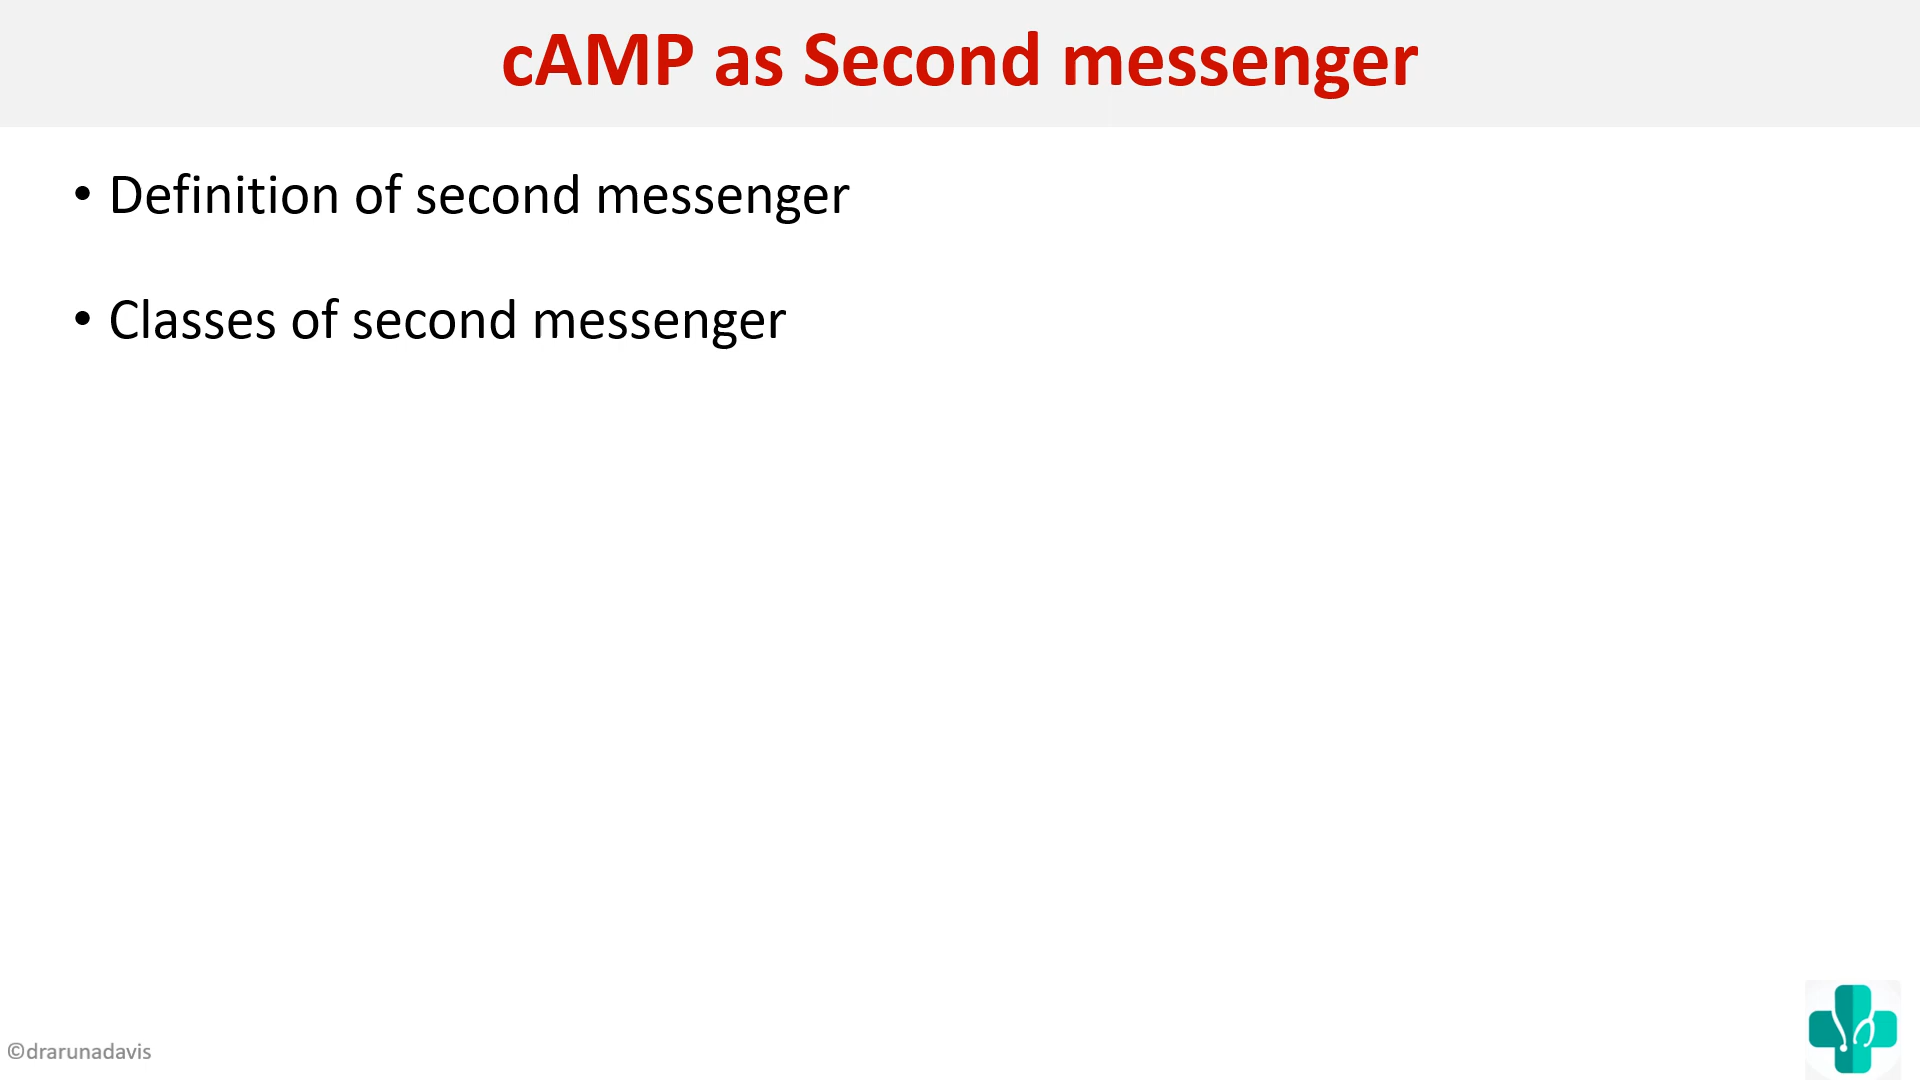 cAMP as Second messenger
• Definition of second messenger
• Classes of second messenger
©drarunadavis